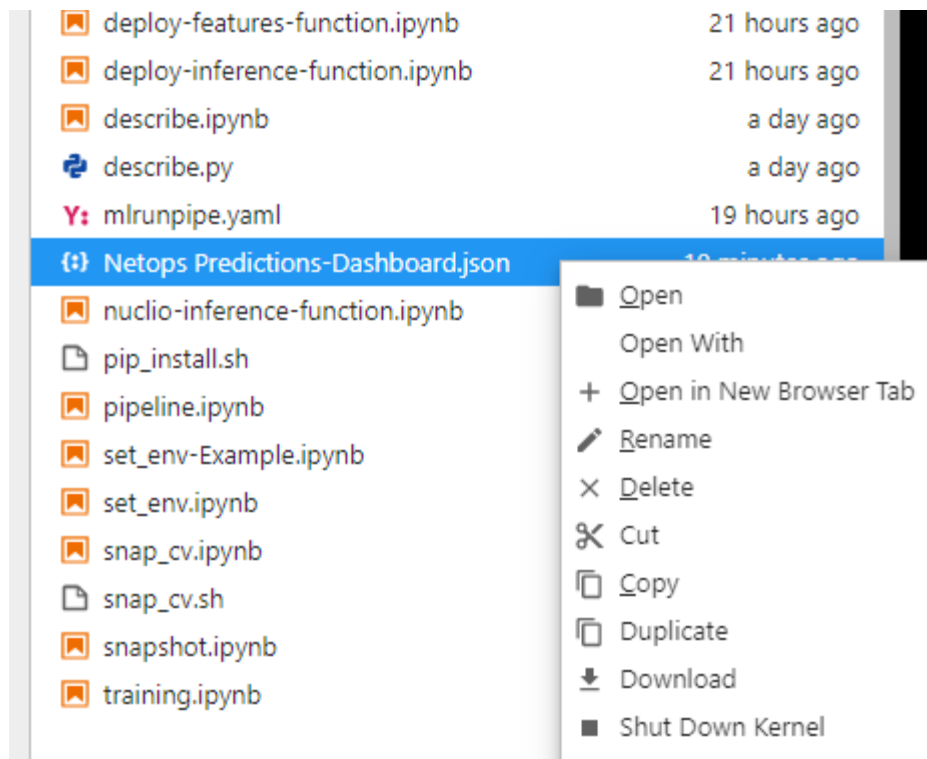 deploy-features-function.ipynb 21 hours ago
deploy-inference-function.ipynb 21 hours ago
describe.ipynb a day ago
describe.py a day ago
Y: mlrunpipe.yaml 19 hours ago
{:} Netops Predictions-Dashboard.json minutes ago
nuclio-inference-function.ipynb
pip_install.sh
pipeline.ipynb
set_env-Example.ipynb
set_env.ipynb
snap_cv.ipynb
snap_cv.sh
snapshot.ipynb
training.ipynb
Open
Open With
Open in New Browser Tab
Rename
Delete
Cut
Copy
Duplicate
Download
Shut Down Kernel